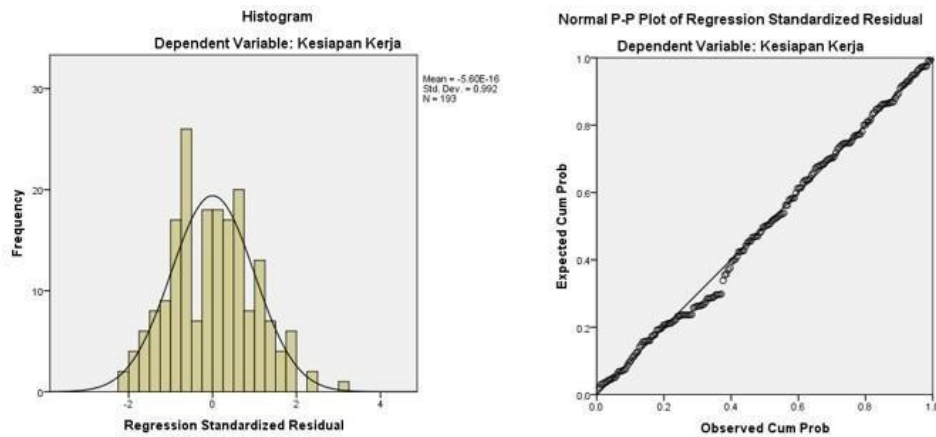 Histogram
Dependent Variable: Kesiapan Kerja
Mean = -5.60E-16
Std. Dev. = 0.992
N = 193
30
20
10
0
Frequency
-2
0
2
4
Regression Standardized Residual
Normal P-P Plot of Regression Standardized Residual
Dependent Variable: Kesiapan Kerja
1.0
0.8
0.6
0.4
0.2
0.0
Expected Cum Prob
0.0
0.2
0.4
0.6
0.8
1.0
Observed Cum Prob